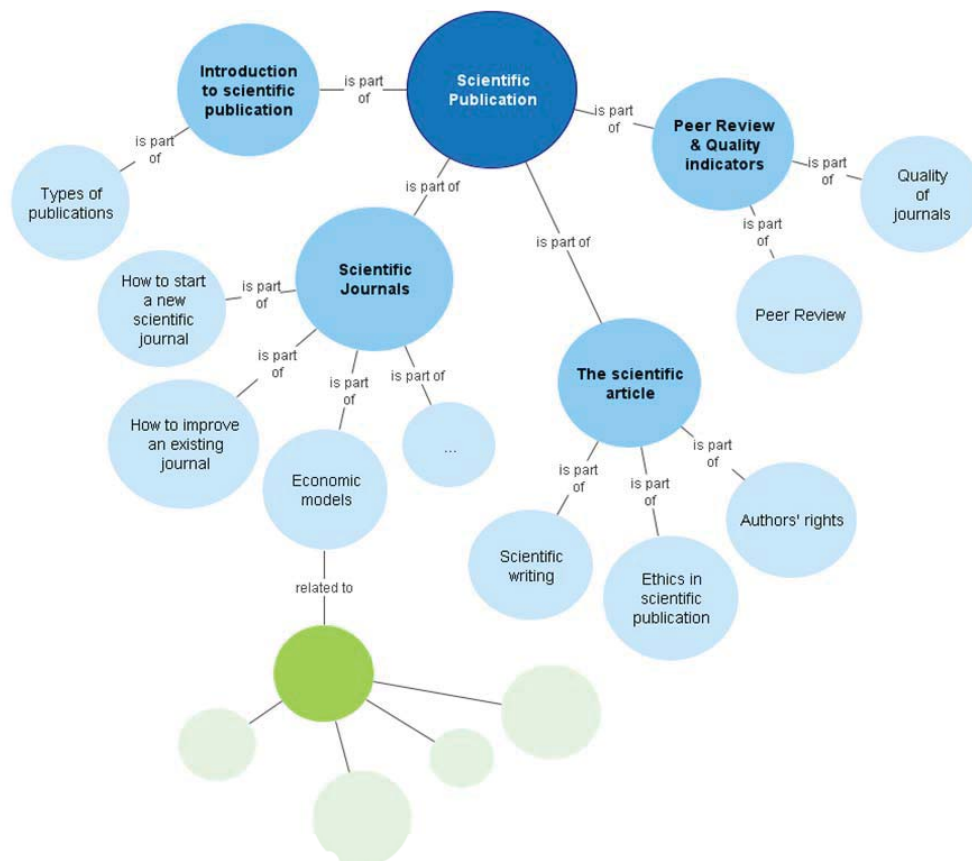 Scientific
Publication
Introduction
to scientific
publication
is part
of
is part
of
Types of
publications
is part
of
Peer Review
& Quality
indicators
is part
of
Quality
of
journals
is part
of
Peer Review
is part of
Scientific
Journals
is part
of
How to start
a new
scientific
journal
is part
of
How to improve
an existing
journal
is part
of
Economic
models
is part of
...
is part of
The scientific
article
is part
of
Scientific
writing
is part
of
Ethics in
scientific
publication
is part
of
Authors' rights
related to